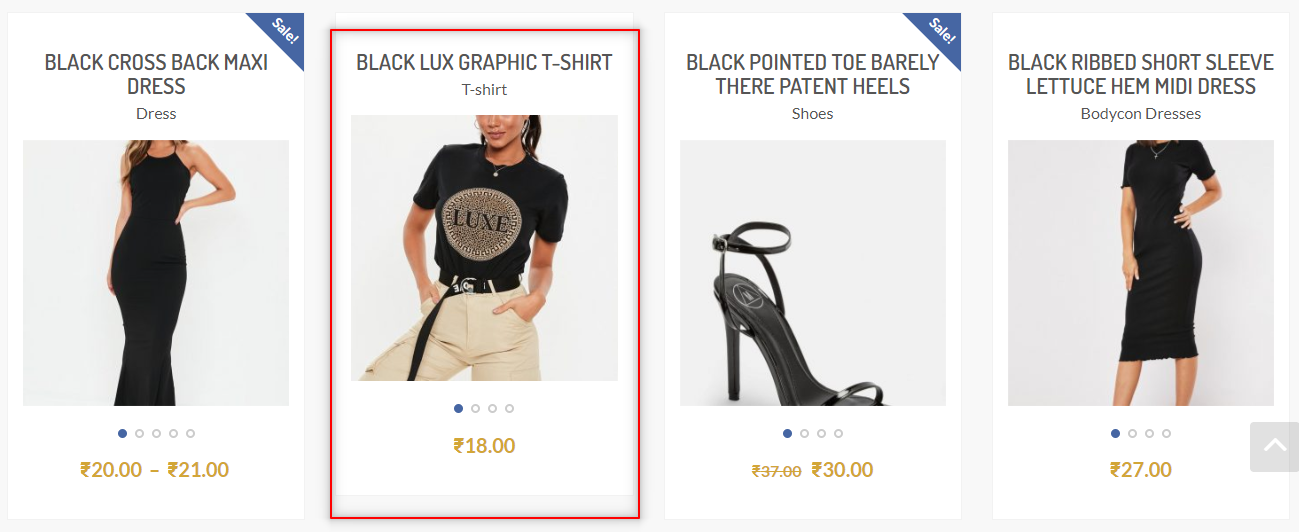 Sale!
BLACK CROSS BACK MAXI
DRESS
Dress
₹20.00 – ₹21.00
BLACK LUX GRAPHIC T-SHIRT
T-shirt
LUXE
₹18.00
Sale!
BLACK POINTED TOE BARELY
THERE PATENT HEELS
Shoes
₹37.00 ₹30.00
BLACK RIBBED SHORT SLEEVE
LETTUCE HEM MIDI DRESS
Bodycon Dresses
₹27.00